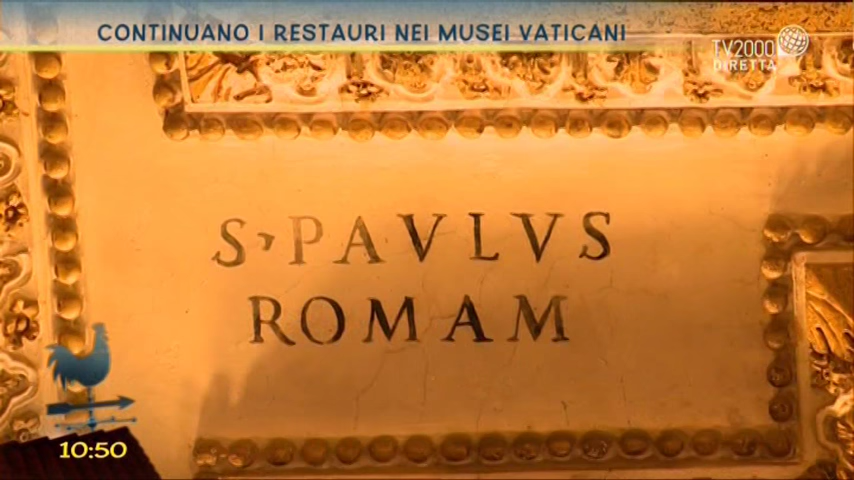 CONTINUANO I RESTAURI NEI MUSEI VATICANI
TV2000
DIRETTA
S,PAVLVS
ROMAM
10:50